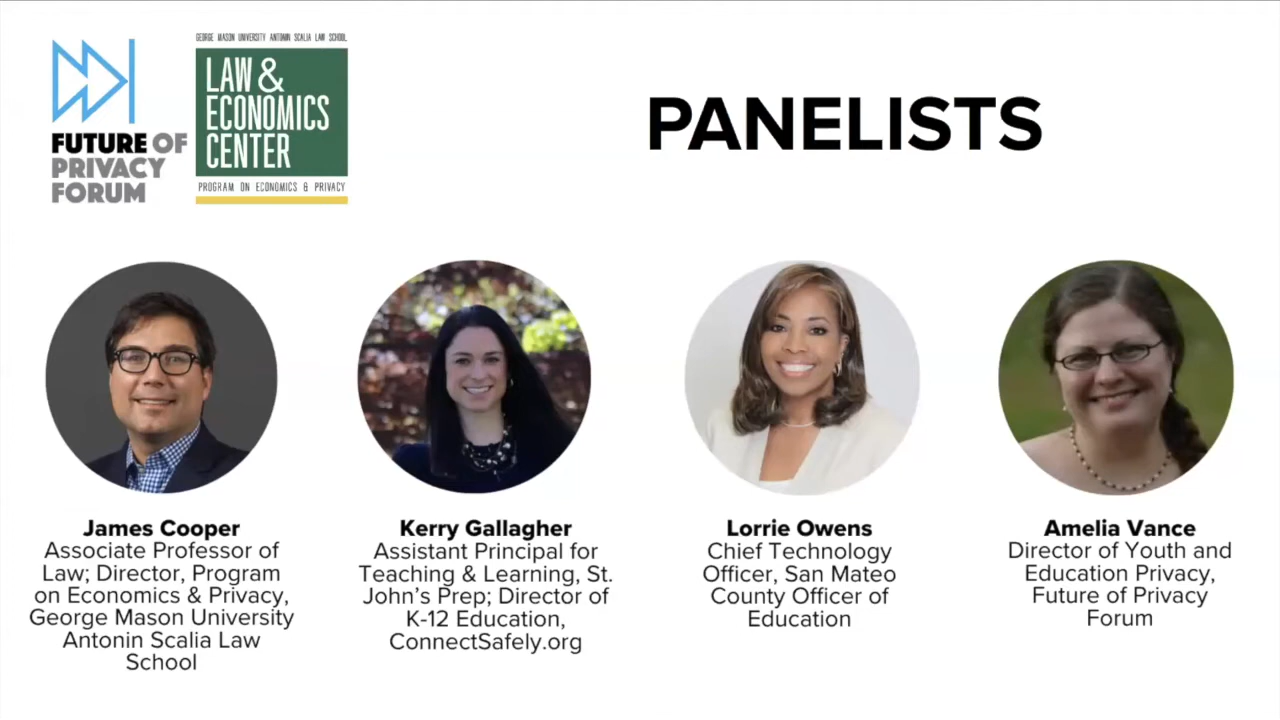 FUTURE OF
PRIVACY
FORUM
GEORGE MASON UNIVERSITY ANTONIN SCALIA LAW SCHOOL
LAW &
ECONOMICS
CENTER
PROGRAM ON ECONOMICS & PRIVACY
PANELISTS
James Cooper
Associate Professor of
Law; Director, Program
on Economics & Privacy,
George Mason University
Antonin Scalia Law
School
Kerry Gallagher
Assistant Principal for
Teaching & Learning, St.
John's Prep; Director of
K-12 Education,
ConnectSafely.org
Lorrie Owens
Chief Technology
Officer, San Mateo
County Officer of
Education
Amelia Vance
Director of Youth and
Education Privacy,
Future of Privacy
Forum